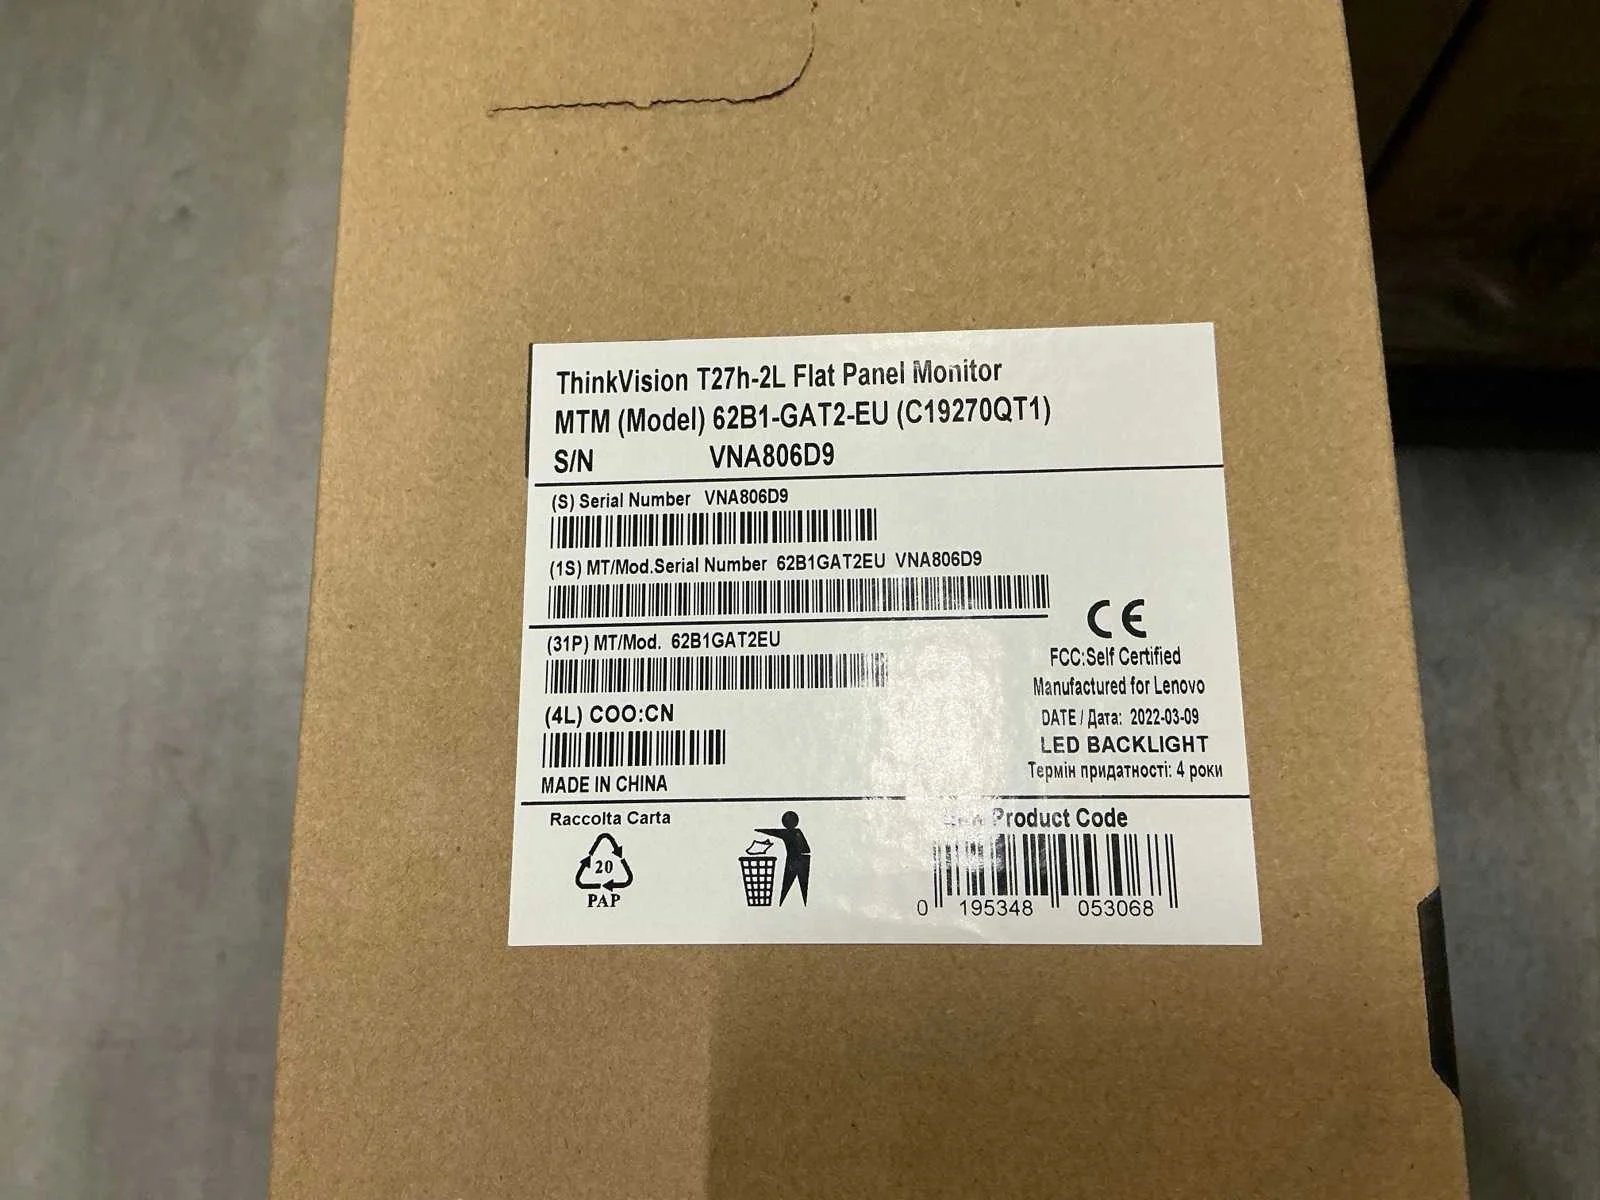 ThinkVision T27h-2L Flat Panel Monitor
MTM (Model) 62B1-GAT2-EU (C19270QT1)
S/N VNA806D9
(S) Serial Number VNA806D9
(1S) MT/Mod.Serial Number 62B1GAT2EU VNA806D9
(31P) MT/Mod. 62B1GAT2EU
(4L) COO:CN
MADE IN CHINA
CE
FCC:Self Certified
Manufactured for Lenovo
DATE / Дата: 2022-03-09
LED BACKLIGHT
Термін придатності: 4 роки
Raccolta Carta
20
PAP
Product Code
0 195348 053068